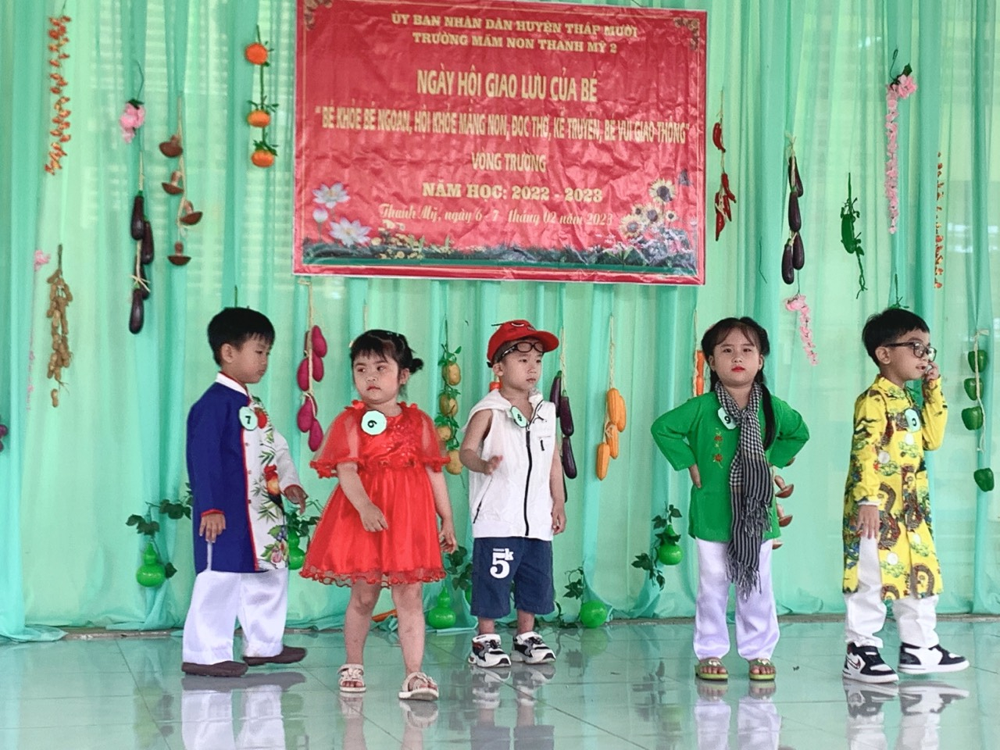 ỦY BAN NHÂN DÂN HUYỆN THÁP MƯỜI
TRƯỜNG MẦM NON THANH MỸ 2
NGÀY HỘI GIAO LƯU CỦA BÉ
" BÉ KHỎE BÉ NGOAN, HỘI KHỎE MĂNG NON, ĐỌC THƠ, KỂ TRUYỆN, BÉ VUI GIAO THÔNG"
VÒNG TRƯỜNG
NĂM HỌC: 2022 - 2023
Thanh Mỹ, ngày 6 - 7 tháng 02 năm 2023
7
6
8
9
5k